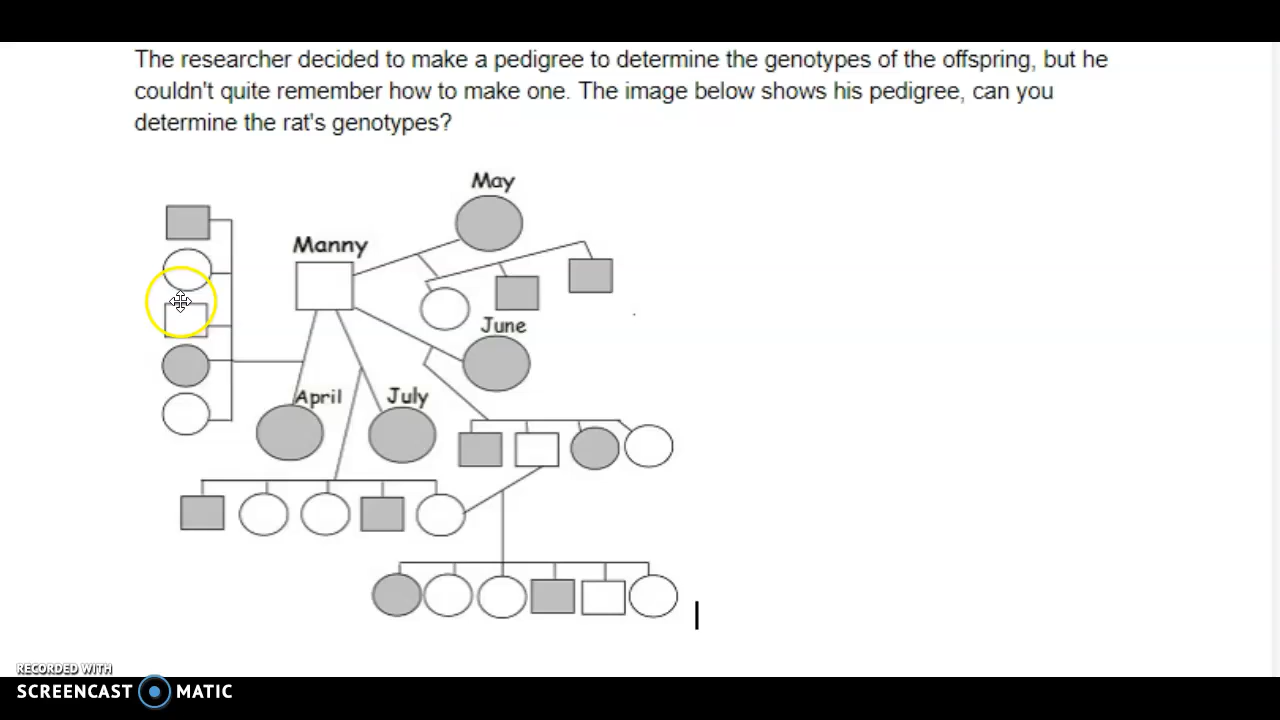 The researcher decided to make a pedigree to determine the genotypes of the offspring, but he
couldn't quite remember how to make one. The image below shows his pedigree, can you
determine the rat's genotypes?
May
Manny
June
April
July
RECORDED WITH
SCREENCAST MATIC